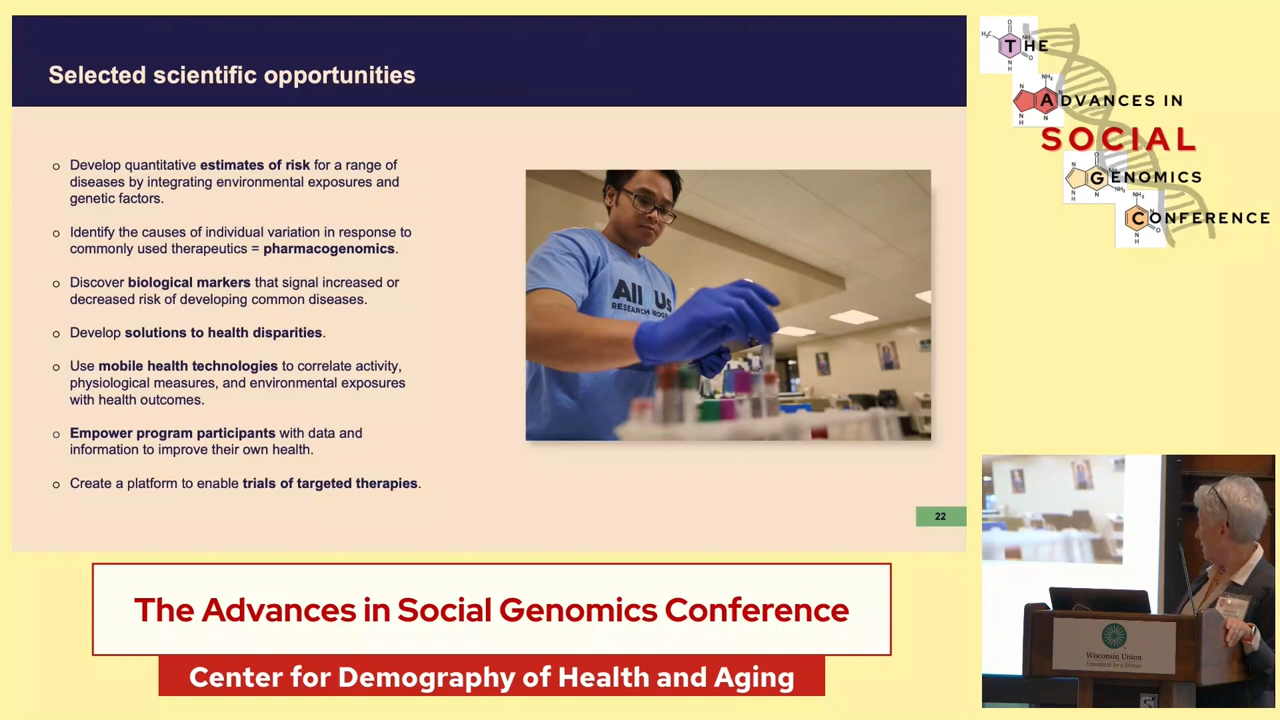 Selected scientific opportunities
Develop quantitative estimates of risk for a range of
diseases by integrating environmental exposures and
genetic factors.
Identify the causes of individual variation in response to
commonly used therapeutics = pharmacogenomics.
Discover biological markers that signal increased or
decreased risk of developing common diseases.
Develop solutions to health disparities.
Use mobile health technologies to correlate activity,
physiological measures, and environmental exposures
with health outcomes.
Empower program participants with data and
information to improve their own health.
Create a platform to enable trials of targeted therapies.
22
THE
ADVANCES IN
SOCIAL
GENOMICS
CONFERENCE
The Advances in Social Genomics Conference
Center for Demography of Health and Aging
Wisconsin Union